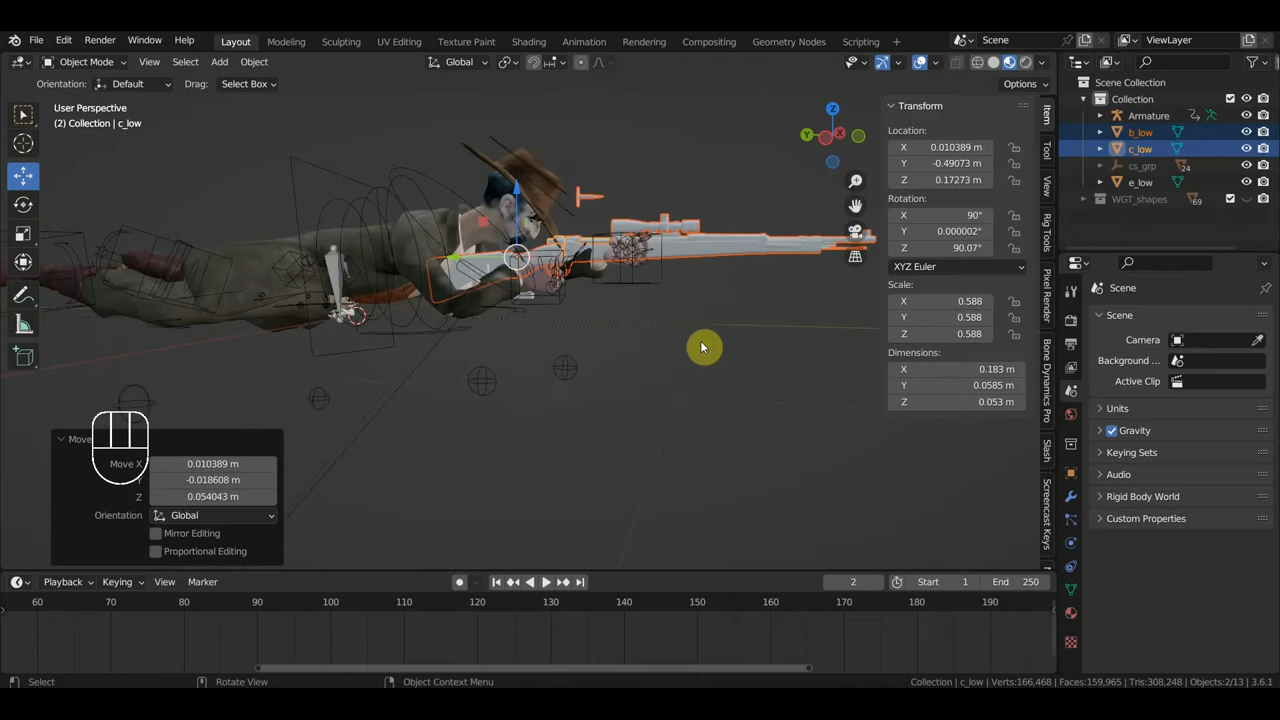 File Edit Render Window Help Layout Modeling Sculpting UV Editing Texture Paint Shading Animation Rendering Compositing Geometry Nodes Scripting + Scene ViewLayer
Object Mode View Select Add Object Global
Orientation: Default Drag: Select Box Options
User Perspective
(2) Collection | c_low
Z
Y
X
Transform
Location:
X 0.010389 m
Y -0.49073 m
Z 0.17273 m
Rotation:
X 90°
Y 0.000002°
Z 90.07°
XYZ Euler
Scale:
X 0.588
Y 0.588
Z 0.588
Dimensions:
X 0.183 m
Y 0.0585 m
Z 0.053 m
Item
Tool
View
Rig Tools
Pixel Render
Bone Dynamics Pro
Slash
Screencast Keys
Scene Collection
Collection
Armature
b_low
c_low
cs_grp 24
e_low
WGT_shapes 69
Scene
Scene
Camera
Background ...
Active Clip
Units
Gravity
Keying Sets
Audio
Rigid Body World
Custom Properties
Move
Move X 0.010389 m
-0.018608 m
Z 0.054043 m
Orientation Global
Mirror Editing
Proportional Editing
Playback Keying View Marker 2 Start 1 End 250
60 70 80 90 100 110 120 130 140 150 160 170 180 190
Select Rotate View Object Context Menu Collection | c_low | Verts:166,468 | Faces:159,965 | Tris:308,248 | Objects:2/13 | 3.6.1